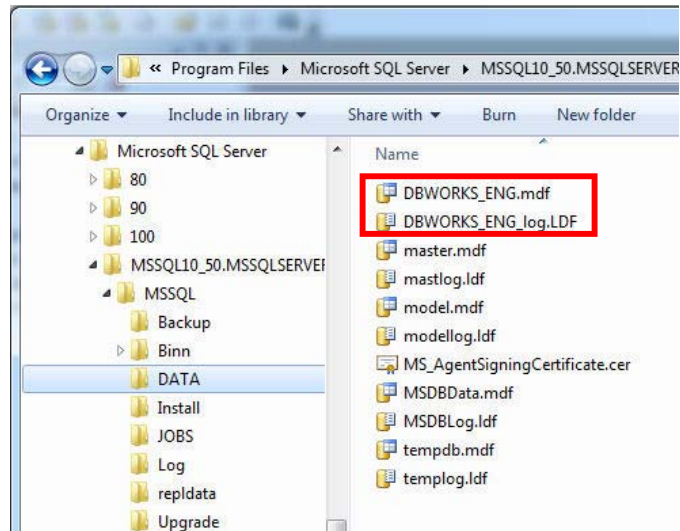 « Program Files ▸ Microsoft SQL Server ▸ MSSQL10_50.MSSQLSERVER
Organize ▾ Include in library ▾ Share with ▾ Burn New folder
Microsoft SQL Server
80
90
100
MSSQL10_50.MSSQLSERVER
MSSQL
Backup
Binn
DATA
Install
JOBS
Log
repldata
Upgrade
Name
DBWORKS_ENG.mdf
DBWORKS_ENG_log.LDF
master.mdf
mastlog.ldf
model.mdf
modellog.ldf
MS_AgentSigningCertificate.cer
MSDBData.mdf
MSDBLog.ldf
tempdb.mdf
templog.ldf